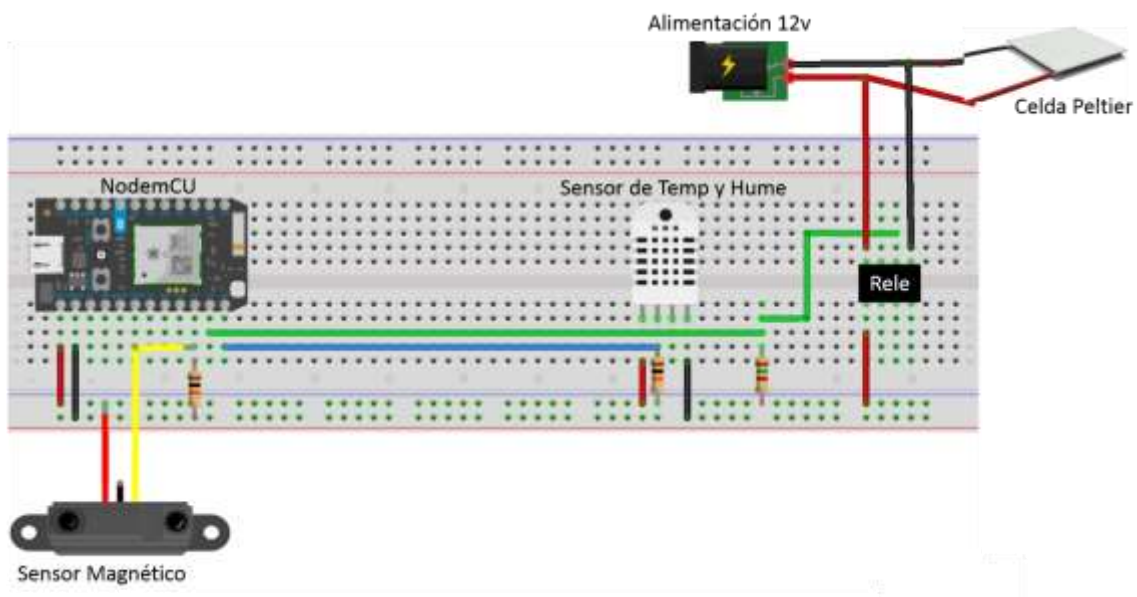 Alimentación 12v
Celda Peltier
NodemCU
Sensor de Temp y Hume
Rele
Sensor Magnético